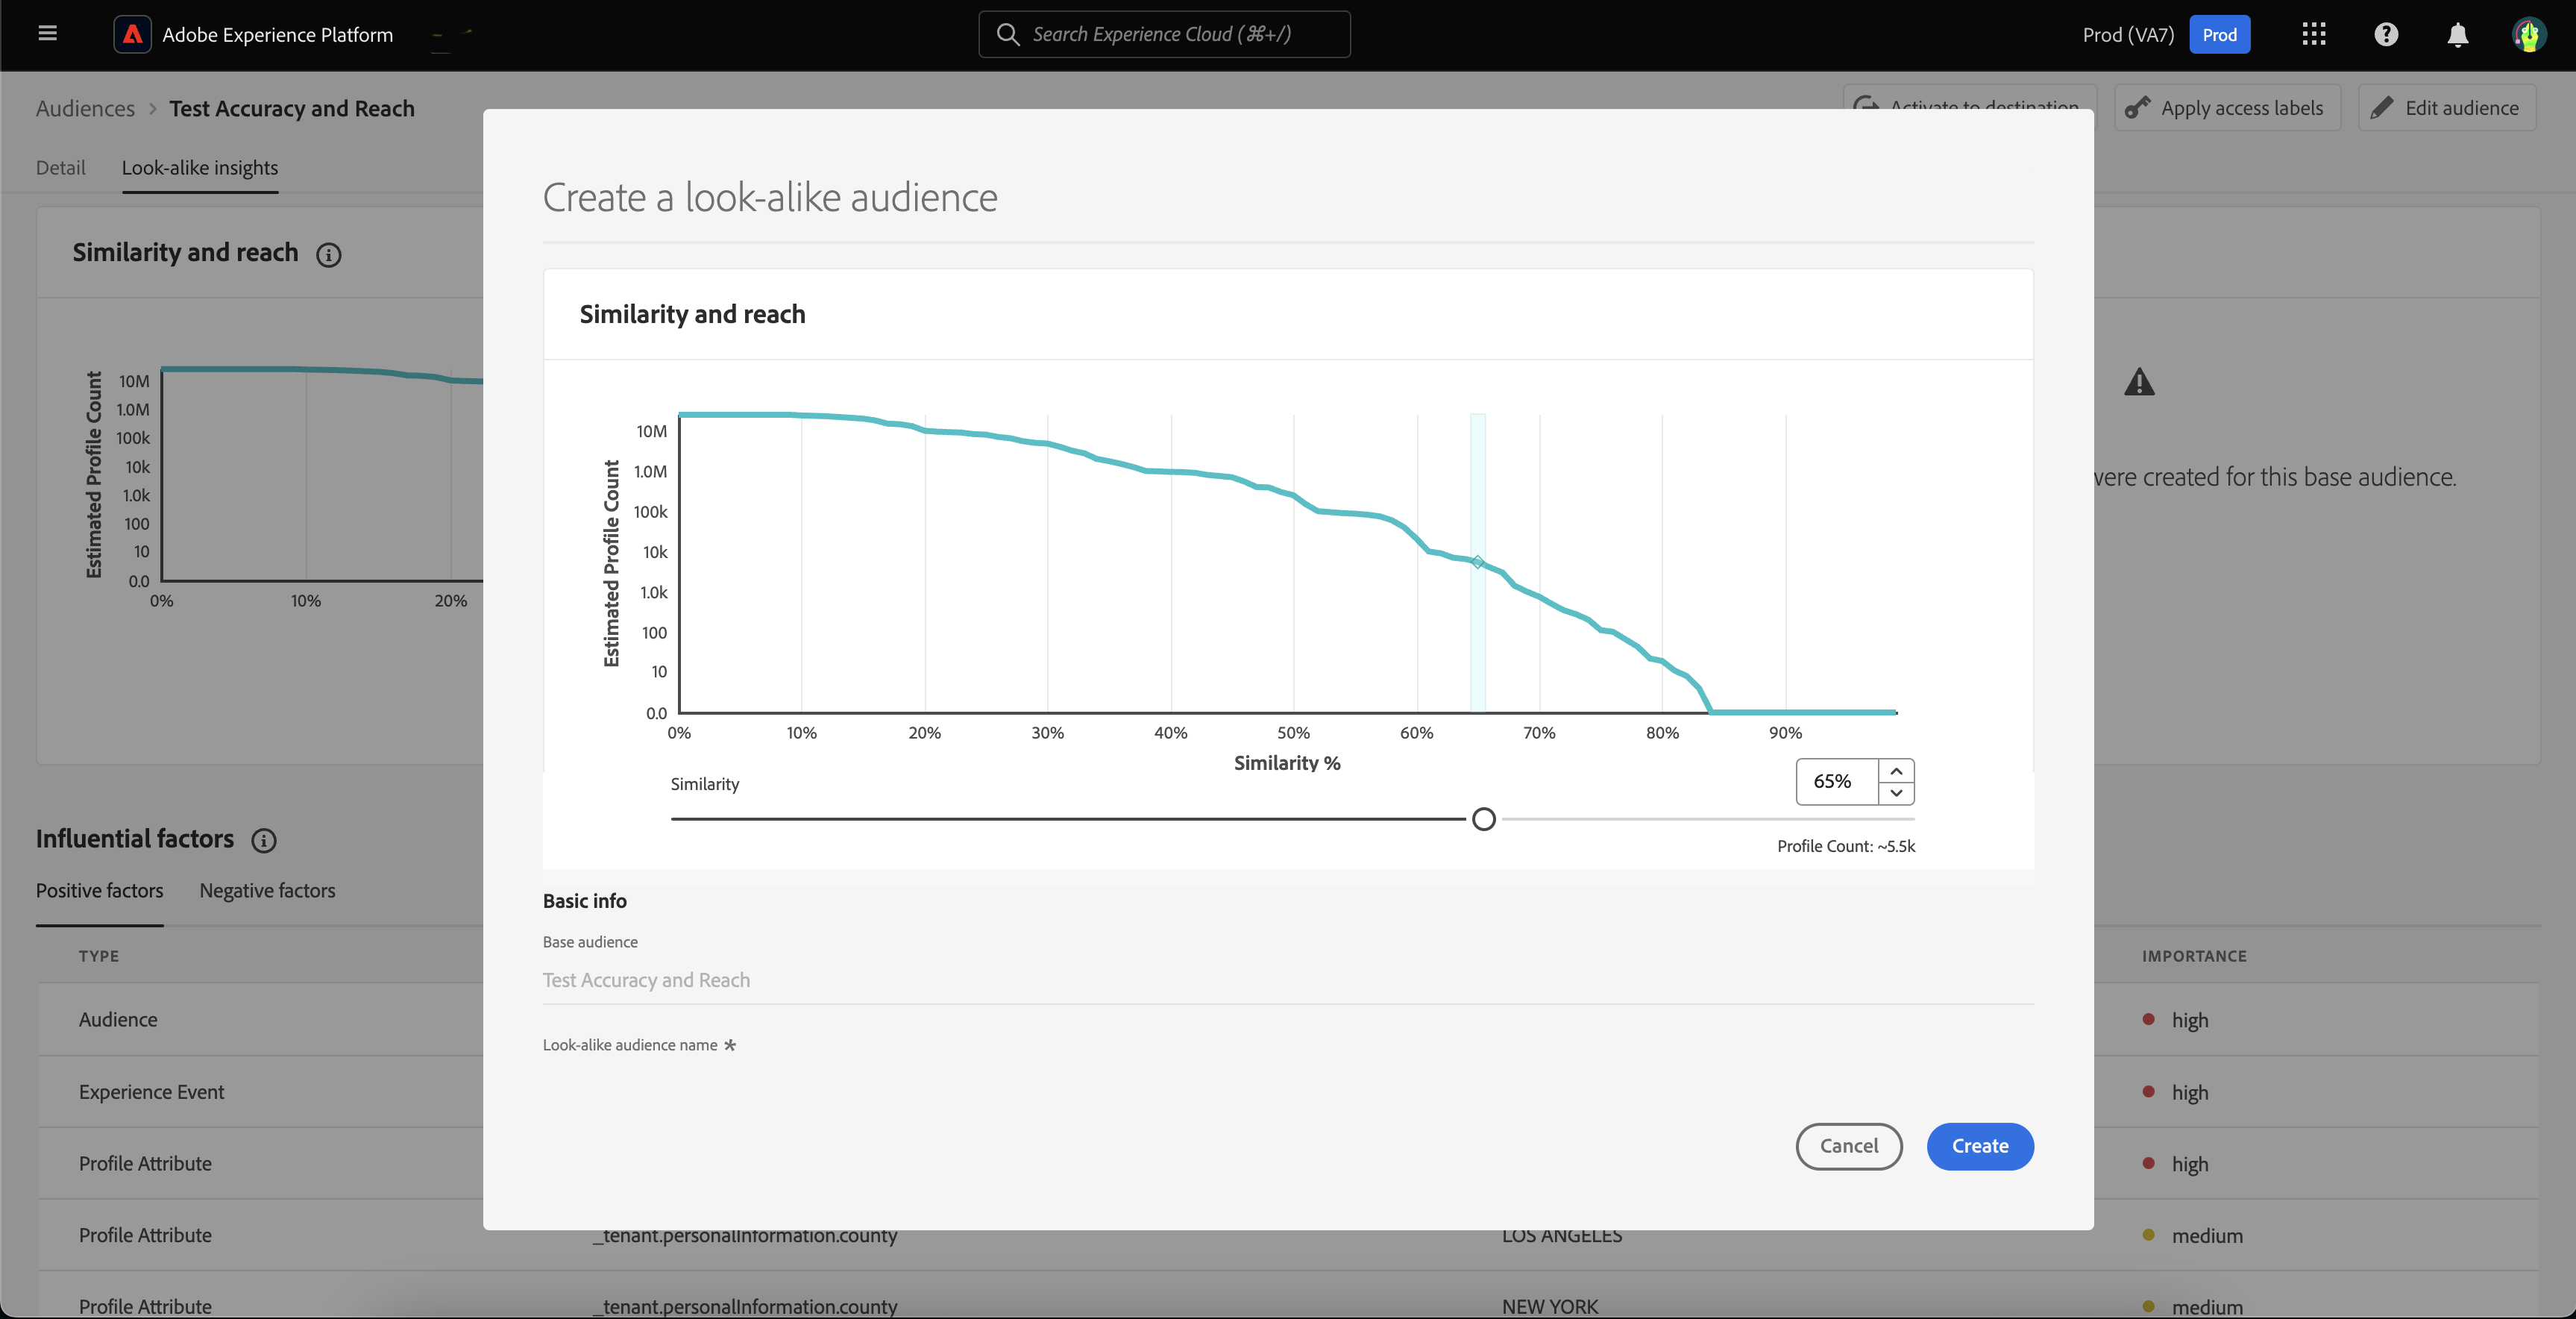 Adobe Experience Platform
Search Experience Cloud (⌘+/)
Prod (VA7)
Prod
Audiences > Test Accuracy and Reach
Activate to destination
Apply access labels
Edit audience
Detail
Look-alike insights
Similarity and reach
Estimated Profile Count
10M
1.0M
100k
10k
1.0k
100
10
0.0
0%
10%
20%
were created for this base audience.
Create a look-alike audience
Similarity and reach
Estimated Profile Count
10M
1.0M
100k
10k
1.0k
100
10
0.0
0%
10%
20%
30%
40%
50%
60%
70%
80%
90%
Similarity %
Similarity
65%
Profile Count: ~5.5k
Basic info
Base audience
Test Accuracy and Reach
Look-alike audience name *
Cancel
Create
Influential factors
Positive factors
Negative factors
TYPE
IMPORTANCE
Audience
high
Experience Event
high
Profile Attribute
high
Profile Attribute
_tenant.personalInformation.county
LOS ANGELES
medium
Profile Attribute
_tenant.personalInformation.county
NEW YORK
medium